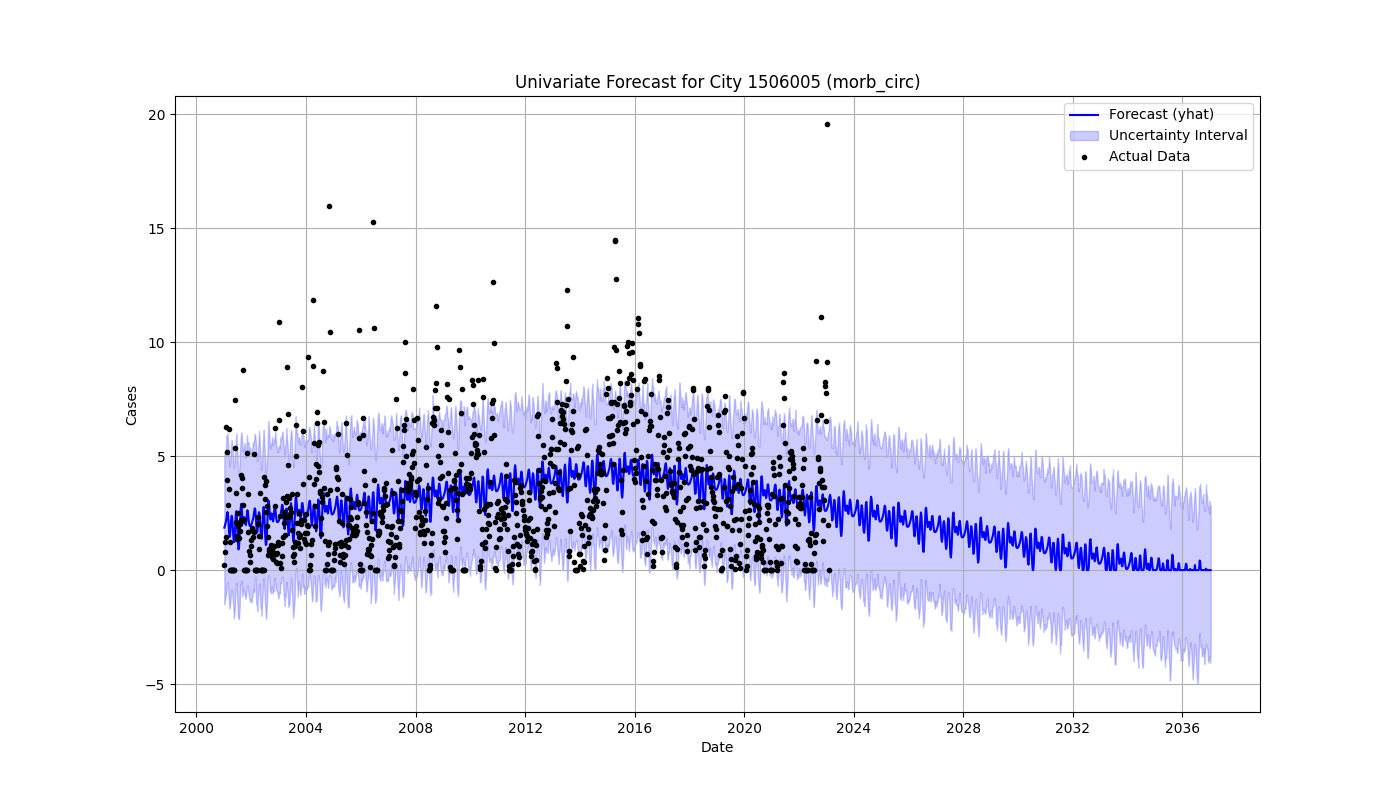 Univariate Forecast for City 1506005 (morb_circ)
Forecast (yhat)
Uncertainty Interval
Actual Data
Cases
20
15
10
5
0
−5
2000 2004 2008 2012 2016 2020 2024 2028 2032 2036
Date